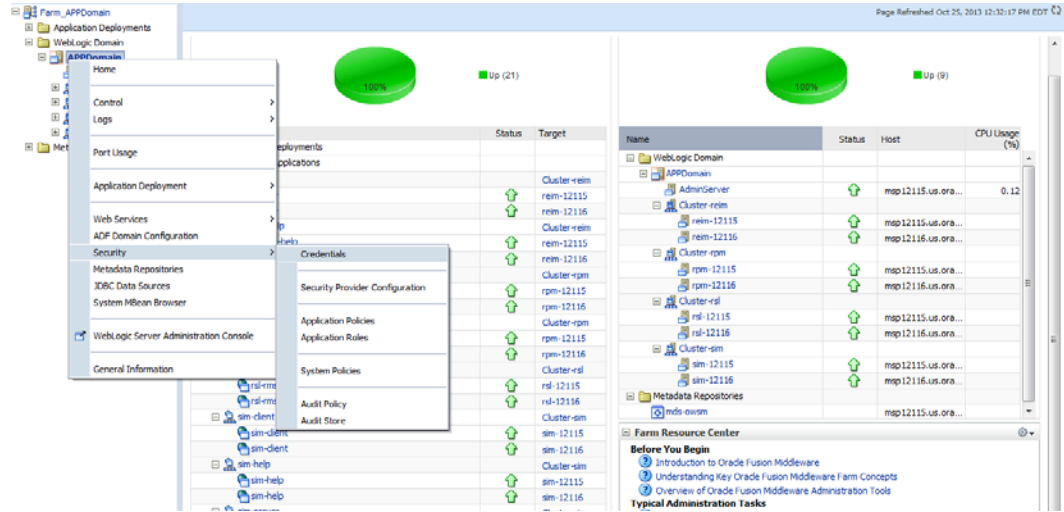 Farm_APPDomain
Application Deployments
WebLogic Domain
APPDomain
Page Refreshed Oct 25, 2013 12:32:17 PM EDT
Home
Control
Logs
Port Usage
Application Deployment
Web Services
ADF Domain Configuration
Security
Metadata Repositories
JDBC Data Sources
System MBean Browser
WebLogic Server Administration Console
General Information
Credentials
Security Provider Configuration
Application Policies
Application Roles
System Policies
Audit Policy
Audit Store
100%
Up (21)
Status Target
Cluster-reim
reim-12115
reim-12116
Cluster-reim
reim-12115
reim-12116
Cluster-rpm
rpm-12115
rpm-12116
Cluster-rpm
rpm-12115
rpm-12116
Cluster-rsl
rsl-12115
rsl-12116
sim-client Cluster-sim
sim-client sim-12115
sim-client sim-12116
sim-help Cluster-sim
sim-help sim-12115
sim-help sim-12116
100%
Up (9)
Name Status Host CPU Usage (%)
WebLogic Domain
APPDomain
AdminServer msp12115.us.ora... 0.12
Cluster-reim
reim-12115 msp12115.us.ora...
reim-12116 msp12116.us.ora...
Cluster-rpm
rpm-12115 msp12115.us.ora...
rpm-12116 msp12116.us.ora...
Cluster-rsl
rsl-12115 msp12115.us.ora...
rsl-12116 msp12116.us.ora...
Cluster-sim
sim-12115 msp12115.us.ora...
sim-12116 msp12116.us.ora...
Metadata Repositories
mds-owsm msp12115.us.ora...
Farm Resource Center
Before You Begin
Introduction to Oracle Fusion Middleware
Understanding Key Oracle Fusion Middleware Farm Concepts
Overview of Oracle Fusion Middleware Administration Tools
Typical Administration Tasks